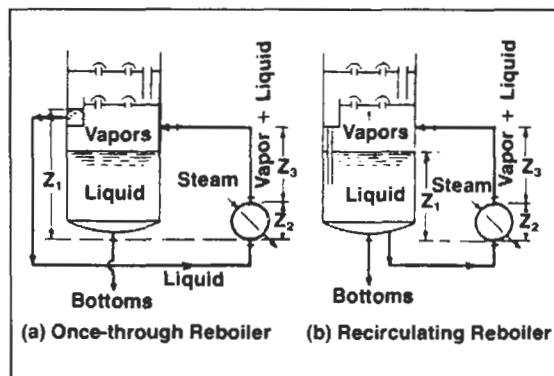 Vapors
Liquid
Z1
Steam
Vapor + Liquid
Z3
Z2
Liquid
Bottoms
(a) Once-through Reboiler
Vapors
Liquid
Z1
Steam
Vapor + Liquid
Z3
Z2
Bottoms
(b) Recirculating Reboiler